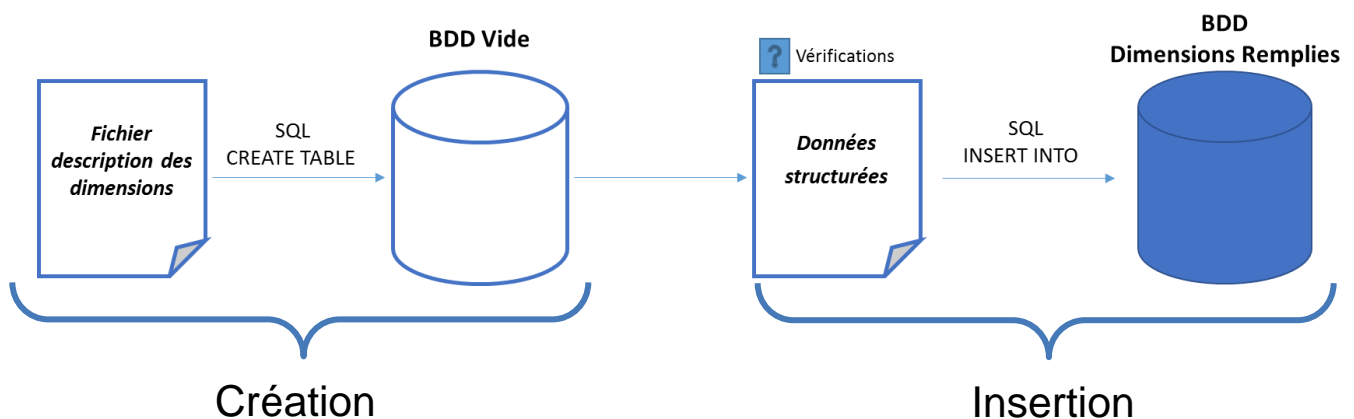 BDD Vide
BDD
Dimensions Remplies
? Vérifications
Fichier
description des
dimensions
SQL
CREATE TABLE
Données
structurées
SQL
INSERT INTO
Création
Insertion